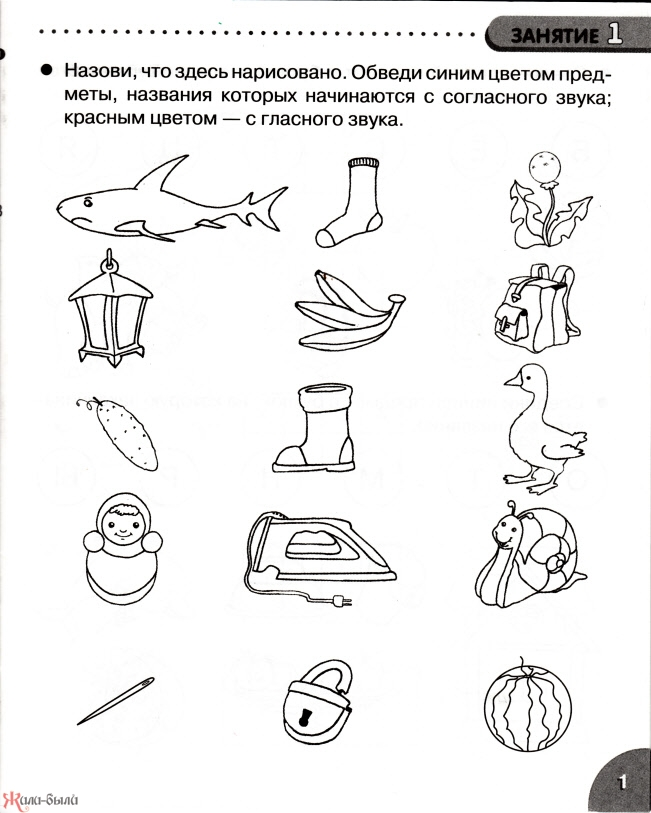 ЗАНЯТИЕ 1
● Назови, что здесь нарисовано. Обведи синим цветом пред-
меты, названия которых начинаются с согласного звука;
красным цветом — с гласного звука.
1
Жили-были